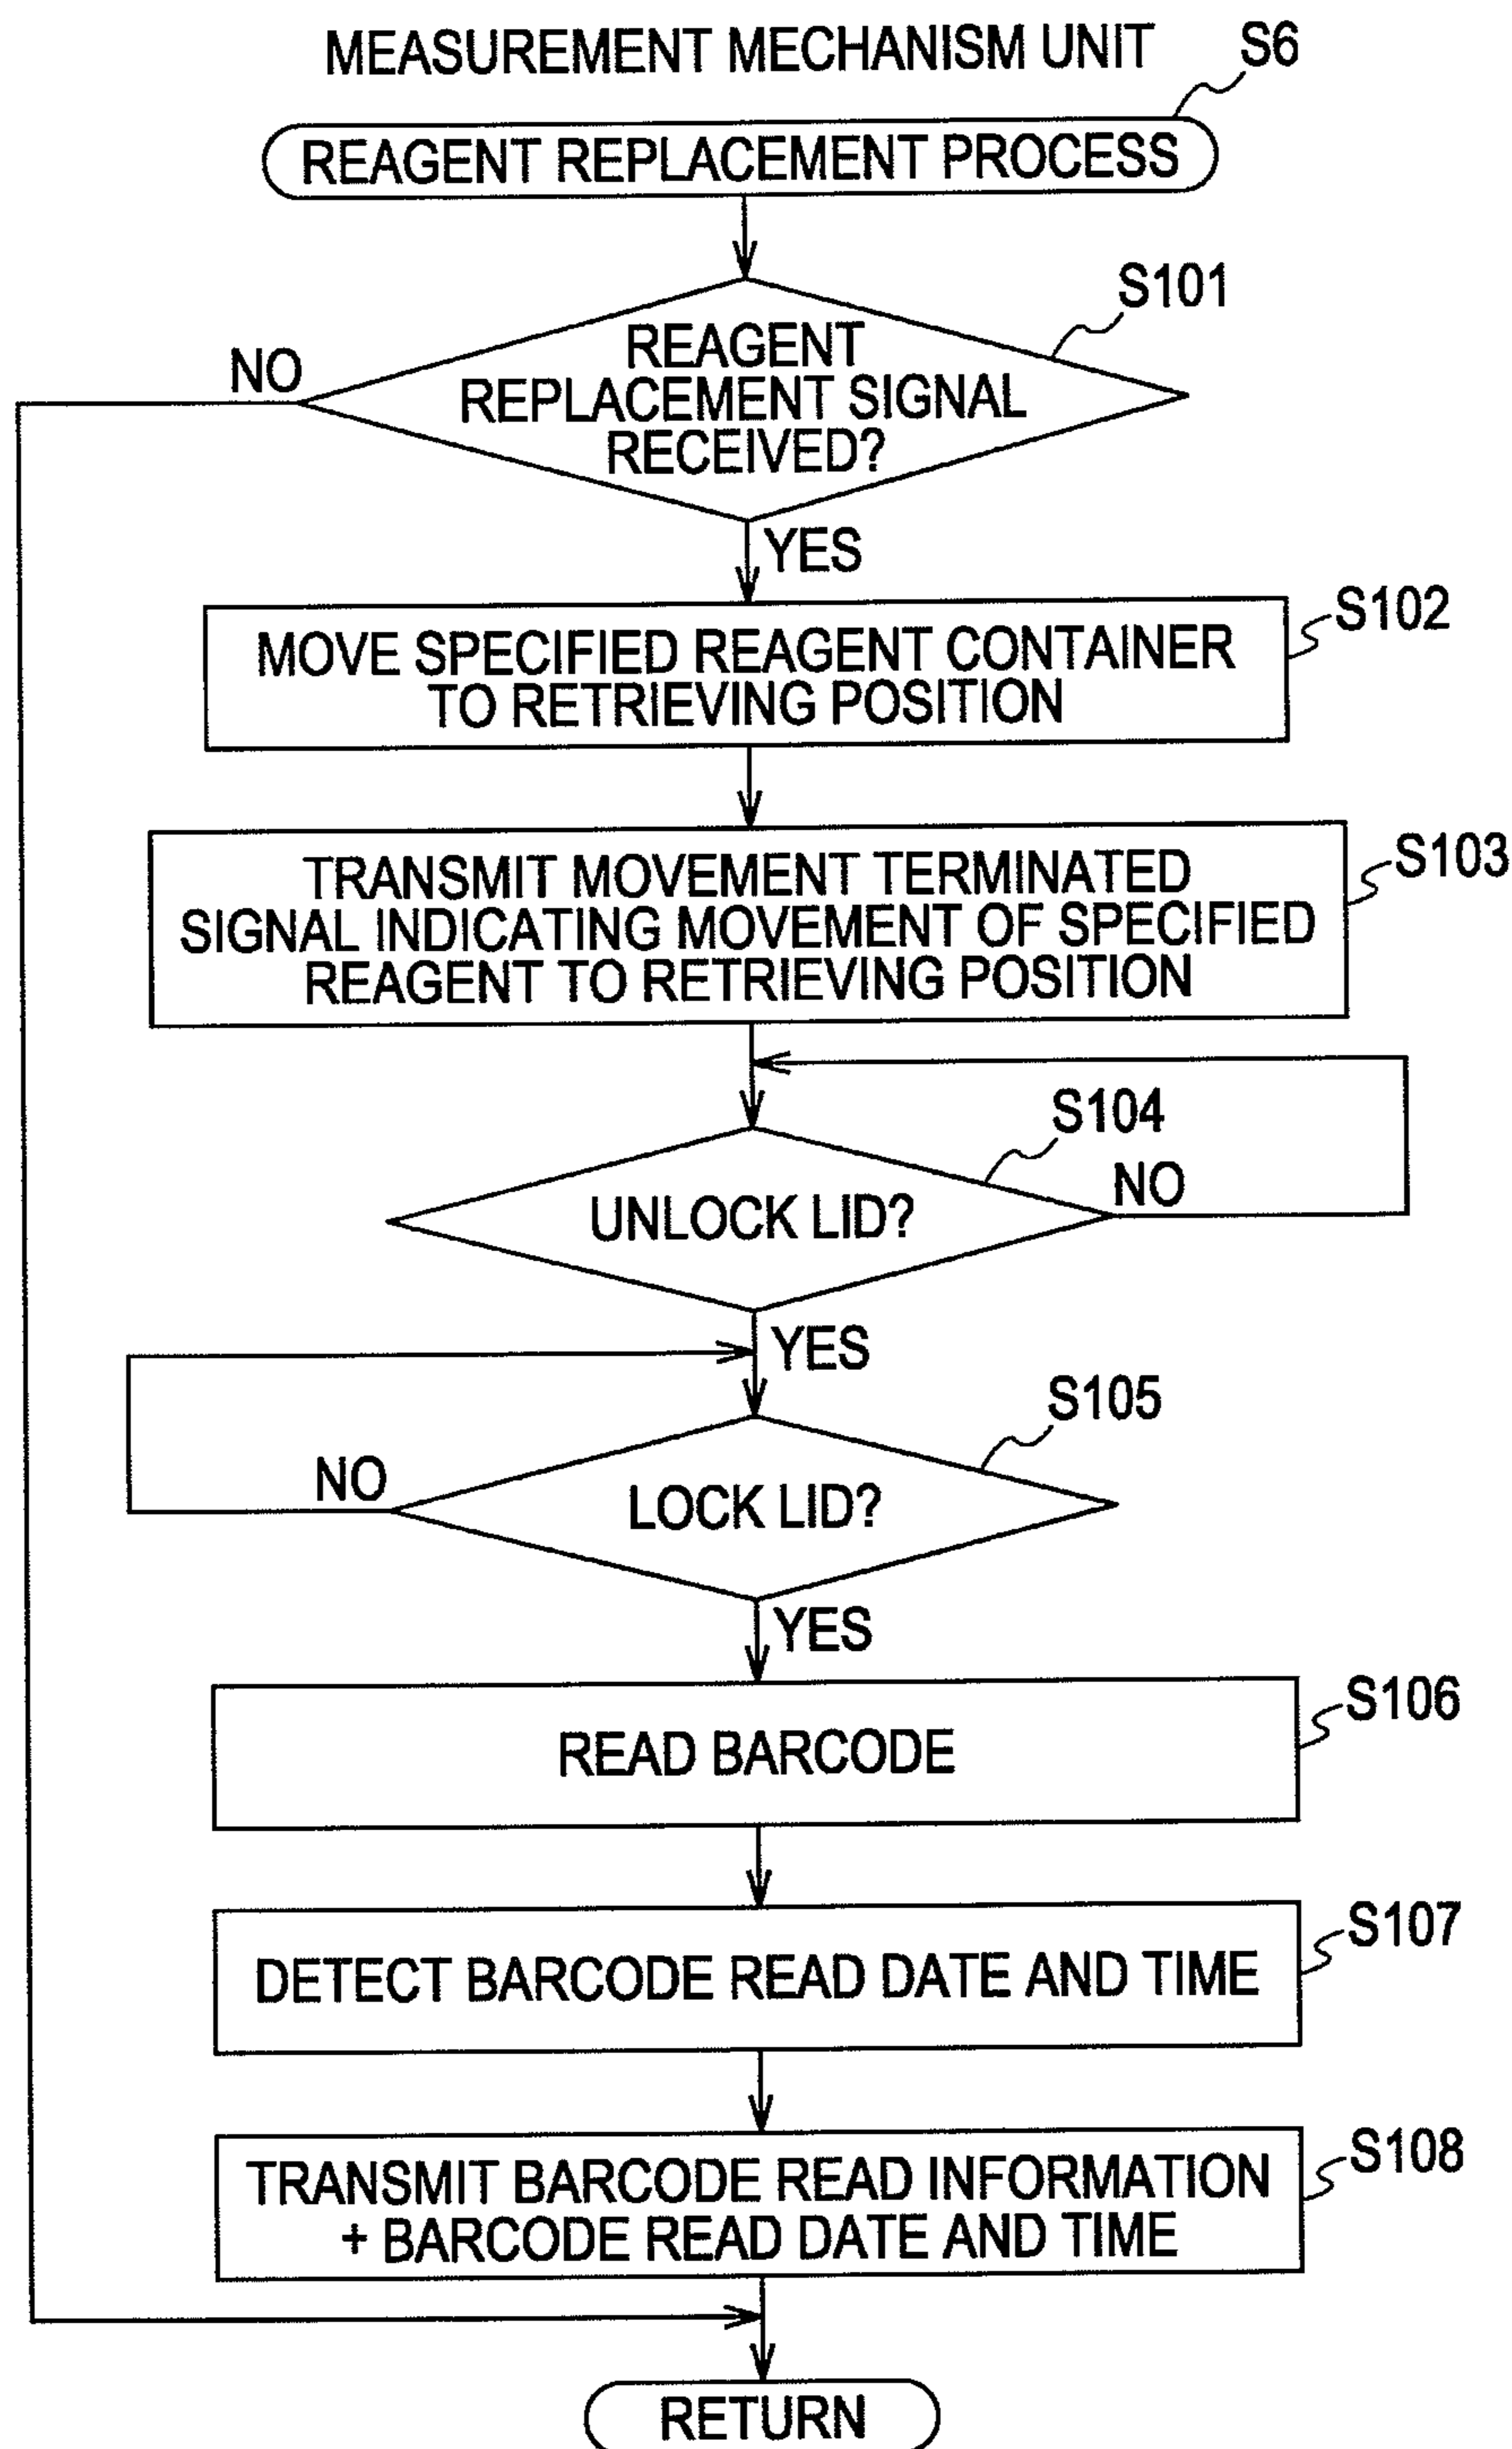 MEASUREMENT MECHANISM UNIT
S6
REAGENT REPLACEMENT PROCESS
S101
REAGENT
REPLACEMENT SIGNAL
RECEIVED?
NO
YES
S102
MOVE SPECIFIED REAGENT CONTAINER
TO RETRIEVING POSITION
S103
TRANSMIT MOVEMENT TERMINATED
SIGNAL INDICATING MOVEMENT OF SPECIFIED
REAGENT TO RETRIEVING POSITION
S104
UNLOCK LID?
NO
YES
S105
NO
LOCK LID?
YES
S106
READ BARCODE
S107
DETECT BARCODE READ DATE AND TIME
S108
TRANSMIT BARCODE READ INFORMATION
+ BARCODE READ DATE AND TIME
RETURN